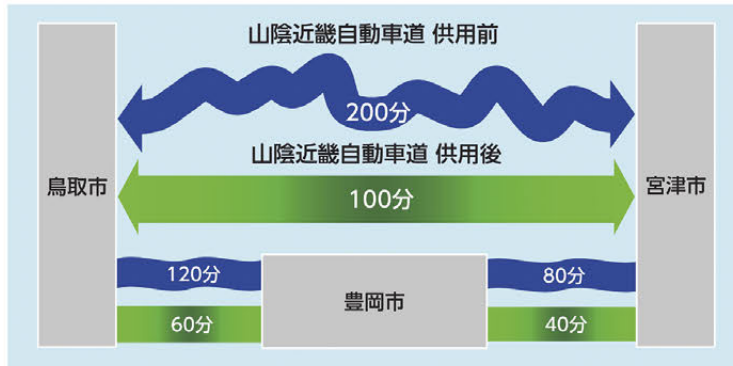 山陰近畿自動車道 供用前
200分
山陰近畿自動車道 供用後
鳥取市
100分
宮津市
120分
豊岡市
80分
60分
40分